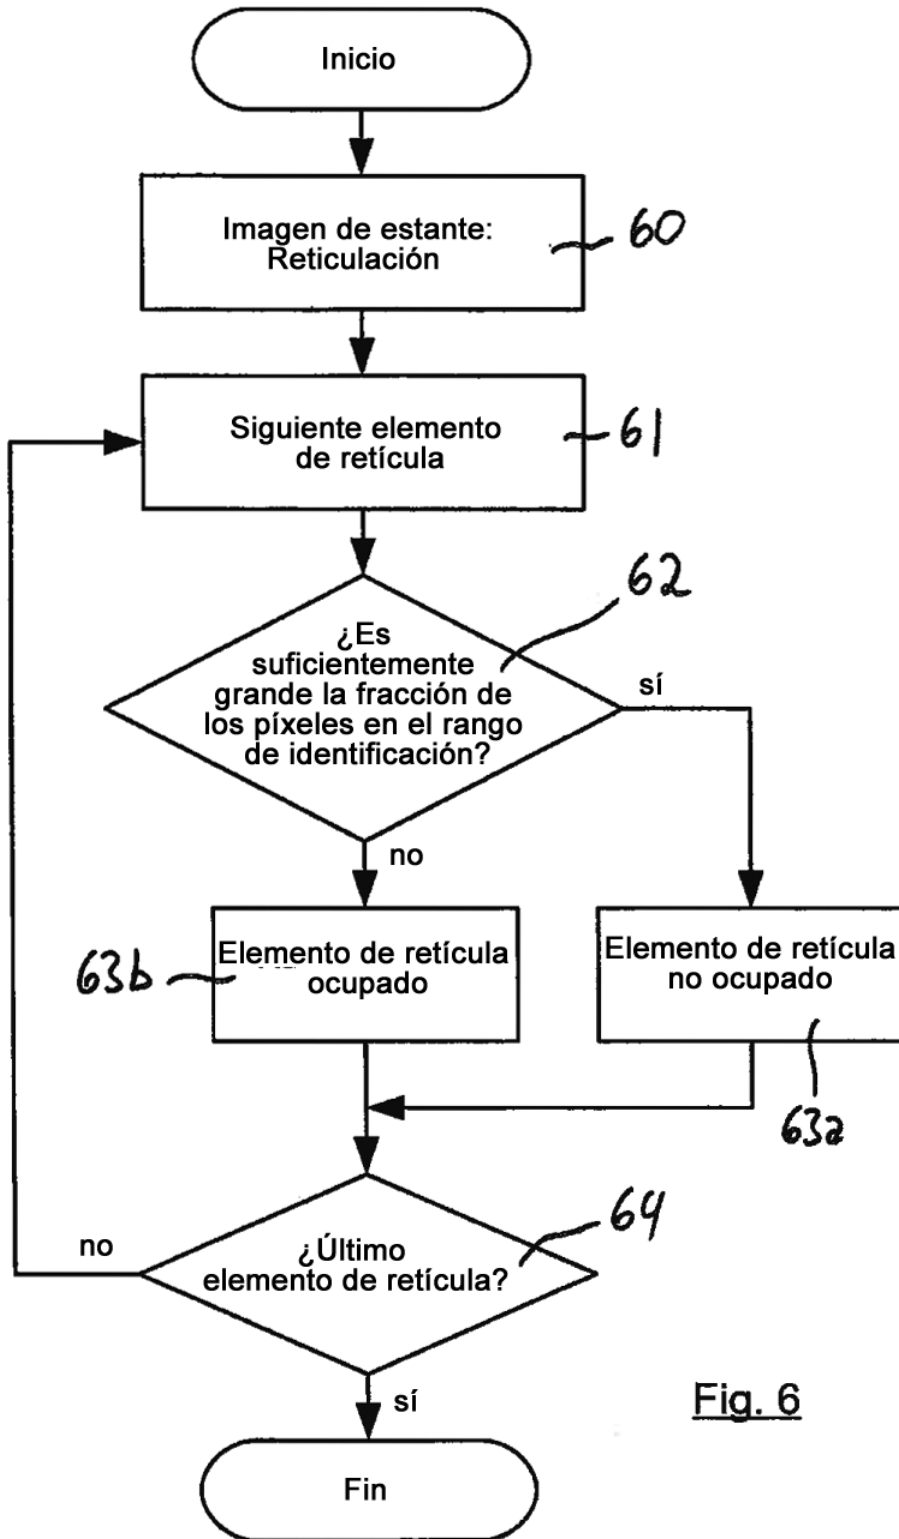 Inicio
Imagen de estante:
Reticulación
60
Siguiente elemento
de retícula
61
62
¿Es
suficientemente
grande la fracción de
los píxeles en el rango
de identificación?
sí
no
Elemento de retícula
ocupado
63b
Elemento de retícula
no ocupado
63a
64
no
¿Último
elemento de retícula?
sí
Fig. 6
Fin